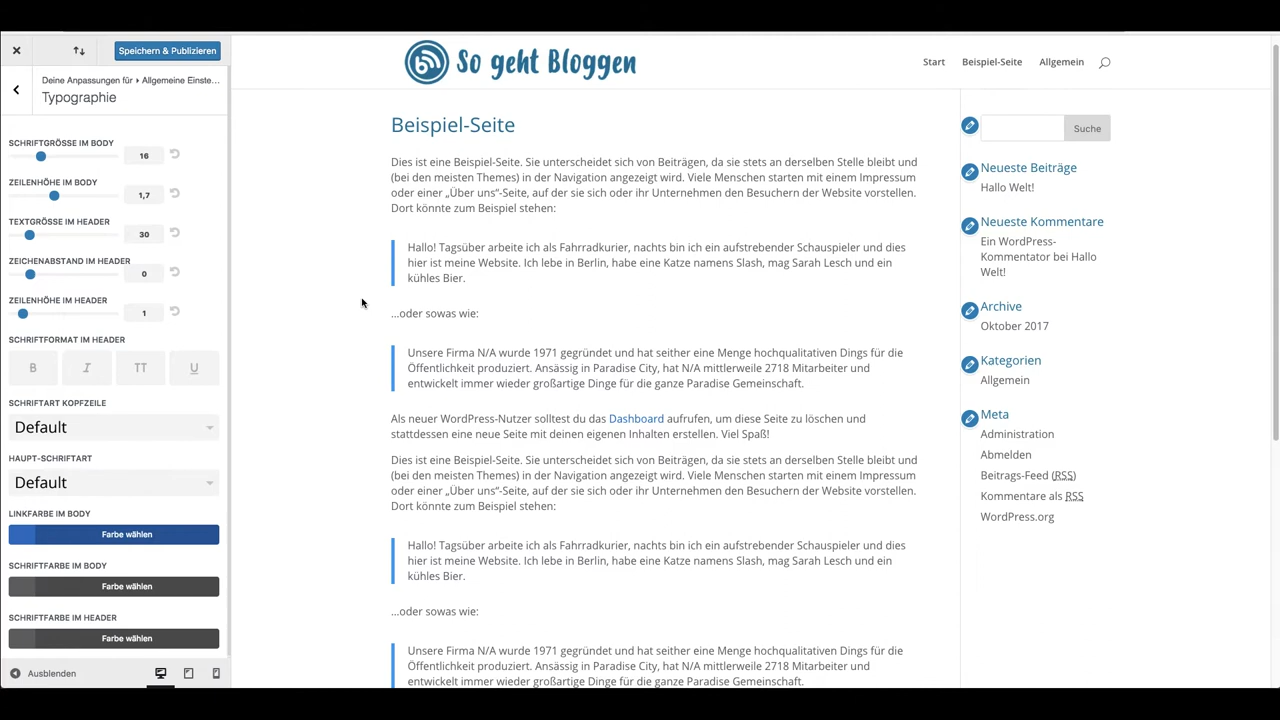 Speichern & Publizieren
Deine Anpassungen für ▸ Allgemeine Einste...
Typographie
SCHRIFTGRÖSSE IM BODY
16
ZEILENHÖHE IM BODY
1,7
TEXTGRÖSSE IM HEADER
30
ZEICHENABSTAND IM HEADER
0
ZEILENHÖHE IM HEADER
1
SCHRIFTFORMAT IM HEADER
B I TT U
SCHRIFTART KOPFZEILE
Default
HAUPT-SCHRIFTART
Default
LINKFARBE IM BODY
Farbe wählen
SCHRIFTFARBE IM BODY
Farbe wählen
SCHRIFTFARBE IM HEADER
Farbe wählen
Ausblenden
So geht Bloggen
Start Beispiel-Seite Allgemein
Beispiel-Seite
Dies ist eine Beispiel-Seite. Sie unterscheidet sich von Beiträgen, da sie stets an derselben Stelle bleibt und
(bei den meisten Themes) in der Navigation angezeigt wird. Viele Menschen starten mit einem Impressum
oder einer „Über uns“-Seite, auf der sie sich oder ihr Unternehmen den Besuchern der Website vorstellen.
Dort könnte zum Beispiel stehen:
Hallo! Tagsüber arbeite ich als Fahrradkurier, nachts bin ich ein aufstrebender Schauspieler und dies
hier ist meine Website. Ich lebe in Berlin, habe eine Katze namens Slash, mag Sarah Lesch und ein
kühles Bier.
...oder sowas wie:
Unsere Firma N/A wurde 1971 gegründet und hat seither eine Menge hochqualitativen Dings für die
Öffentlichkeit produziert. Ansässig in Paradise City, hat N/A mittlerweile 2718 Mitarbeiter und
entwickelt immer wieder großartige Dinge für die ganze Paradise Gemeinschaft.
Als neuer WordPress-Nutzer solltest du das Dashboard aufrufen, um diese Seite zu löschen und
stattdessen eine neue Seite mit deinen eigenen Inhalten erstellen. Viel Spaß!
Dies ist eine Beispiel-Seite. Sie unterscheidet sich von Beiträgen, da sie stets an derselben Stelle bleibt und
(bei den meisten Themes) in der Navigation angezeigt wird. Viele Menschen starten mit einem Impressum
oder einer „Über uns“-Seite, auf der sie sich oder ihr Unternehmen den Besuchern der Website vorstellen.
Dort könnte zum Beispiel stehen:
Hallo! Tagsüber arbeite ich als Fahrradkurier, nachts bin ich ein aufstrebender Schauspieler und dies
hier ist meine Website. Ich lebe in Berlin, habe eine Katze namens Slash, mag Sarah Lesch und ein
kühles Bier.
...oder sowas wie:
Unsere Firma N/A wurde 1971 gegründet und hat seither eine Menge hochqualitativen Dings für die
Öffentlichkeit produziert. Ansässig in Paradise City, hat N/A mittlerweile 2718 Mitarbeiter und
entwickelt immer wieder großartige Dinge für die ganze Paradise Gemeinschaft.
Suche
Neueste Beiträge
Hallo Welt!
Neueste Kommentare
Ein WordPress-
Kommentator bei Hallo
Welt!
Archive
Oktober 2017
Kategorien
Allgemein
Meta
Administration
Abmelden
Beitrags-Feed (RSS)
Kommentare als RSS
WordPress.org